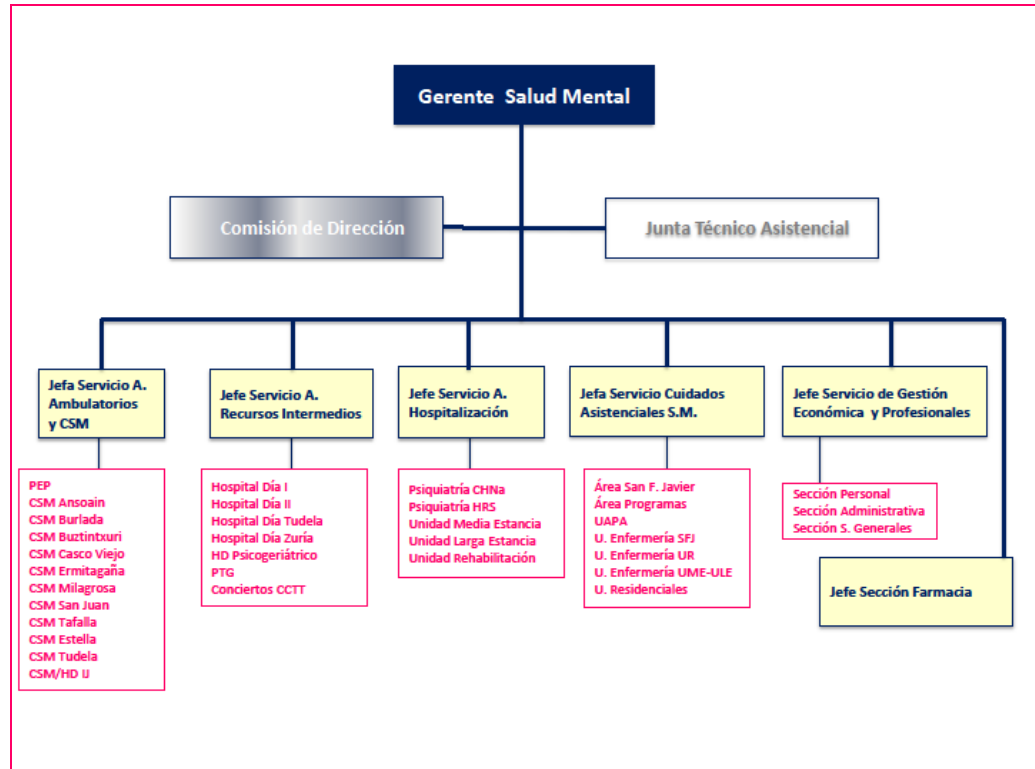 Gerente Salud Mental
Comisión de Dirección
Junta Técnico Asistencial
Jefa Servicio A.
Ambulatorios
y CSM
Jefe Servicio A.
Recursos Intermedios
Jefe Servicio A.
Hospitalización
Jefa Servicio Cuidados
Asistenciales S.M.
Jefe Servicio de Gestión
Económica y Profesionales
PEP
CSM Ansoain
CSM Burlada
CSM Buztintxuri
CSM Casco Viejo
CSM Ermitagaña
CSM Milagrosa
CSM San Juan
CSM Tafalla
CSM Estella
CSM Tudela
CSM/HD IJ
Hospital Día I
Hospital Día II
Hospital Día Tudela
Hospital Día Zuría
HD Psicogeriátrico
PTG
Conciertos CCTT
Psiquiatría CHNa
Psiquiatría HRS
Unidad Media Estancia
Unidad Larga Estancia
Unidad Rehabilitación
Área San F. Javier
Área Programas
UAPA
U. Enfermería SFJ
U. Enfermería UR
U. Enfermería UME-ULE
U. Residenciales
Sección Personal
Sección Administrativa
Sección S. Generales
Jefe Sección Farmacia